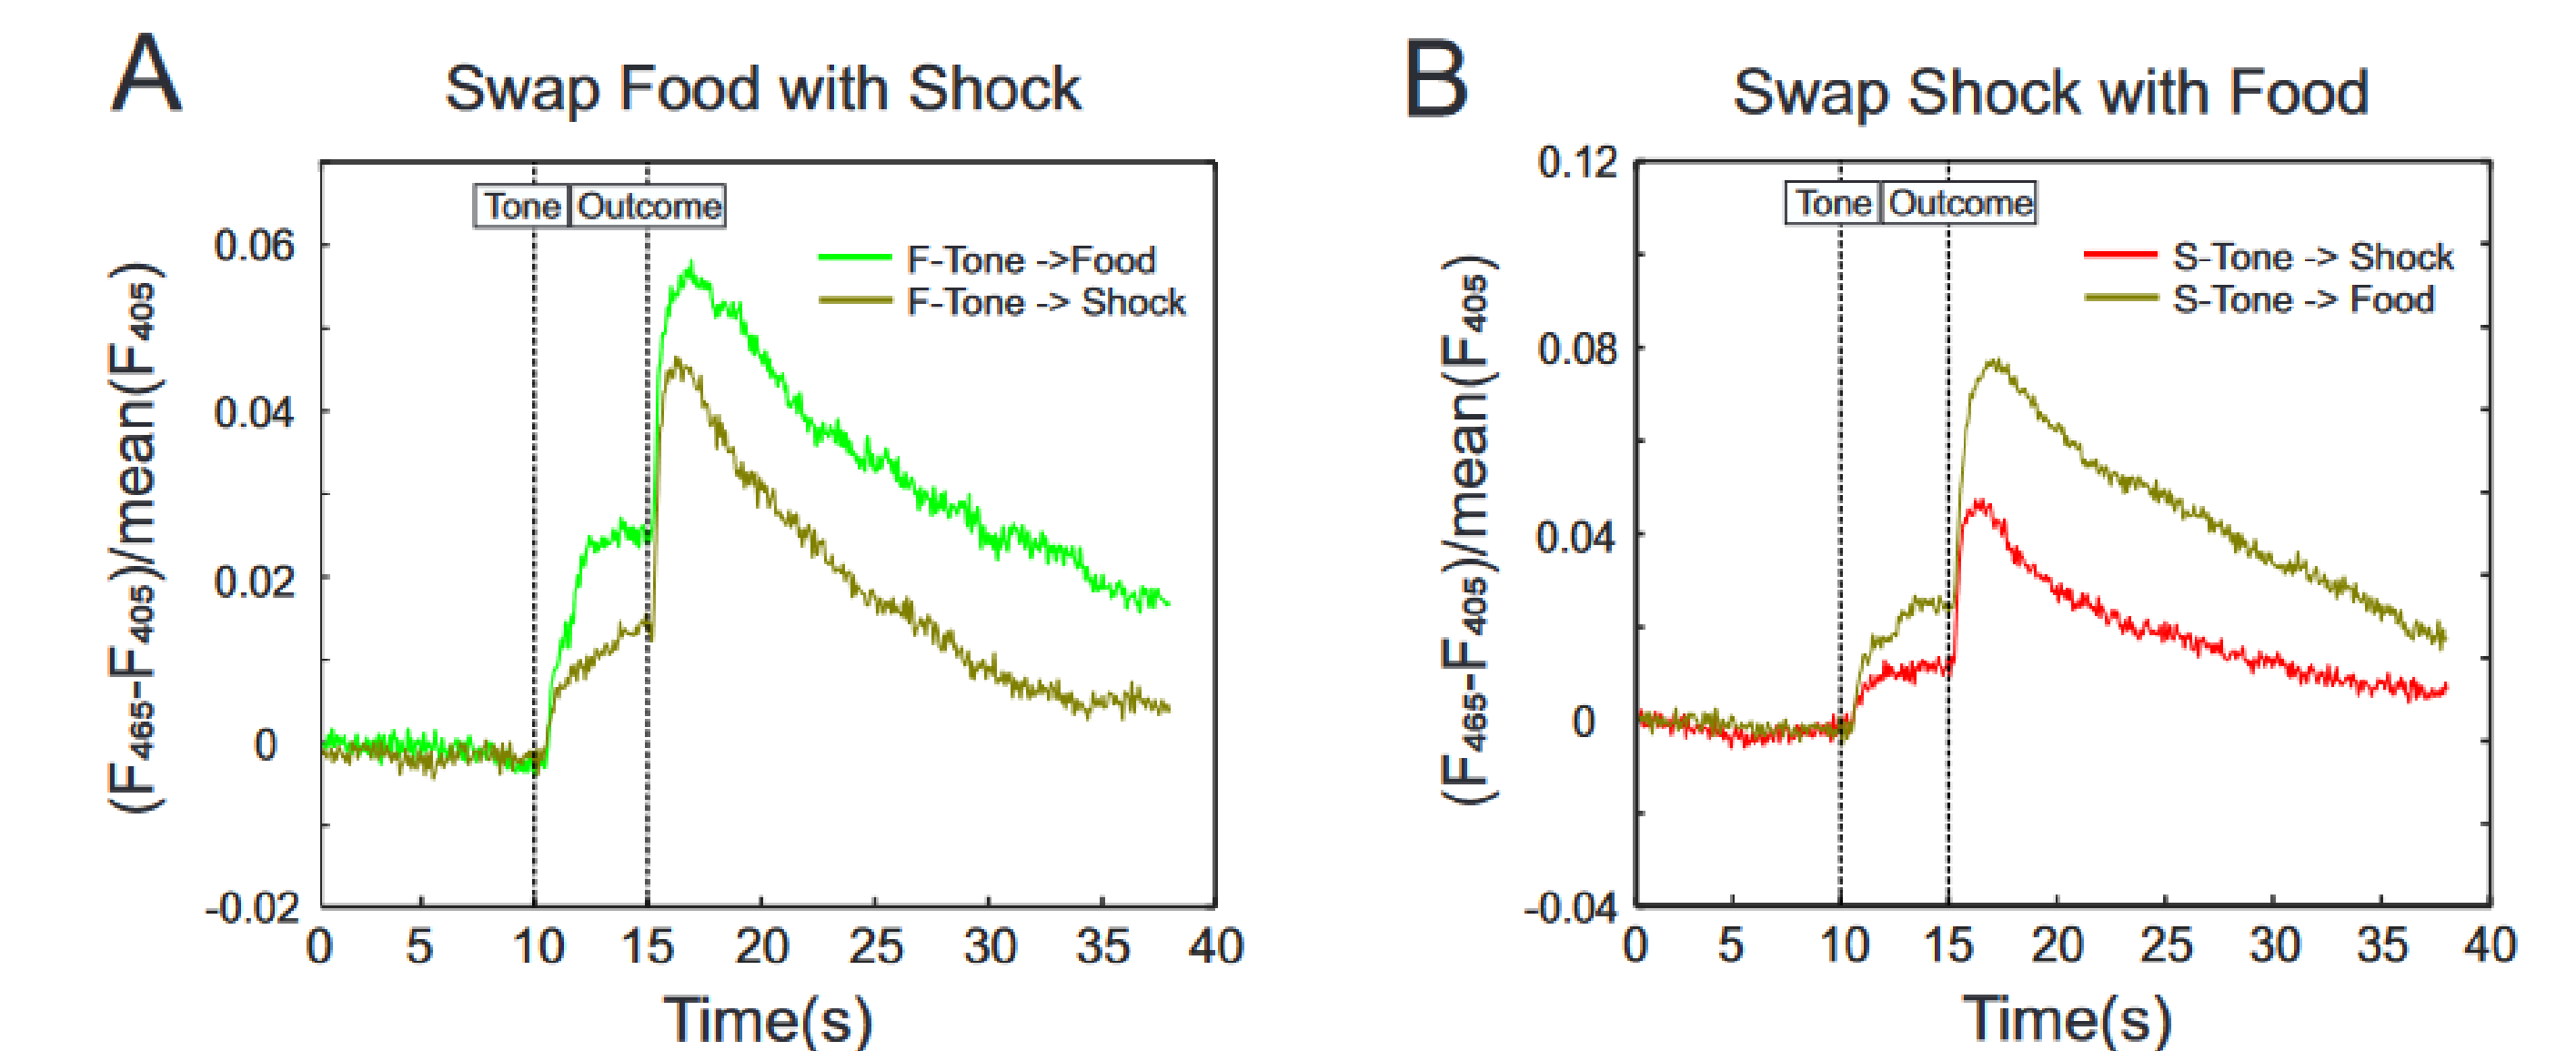 A
Swap Food with Shock
Tone
Outcome
F-Tone ->Food
F-Tone -> Shock
(F465-F405)/mean(F405)
0.06
0.04
0.02
0
-0.02
0 5 10 15 20 25 30 35 40
Time(s)
B
Swap Shock with Food
Tone
Outcome
S-Tone -> Shock
S-Tone -> Food
(F465-F405)/mean(F405)
0.12
0.08
0.04
0
-0.04
0 5 10 15 20 25 30 35 40
Time(s)